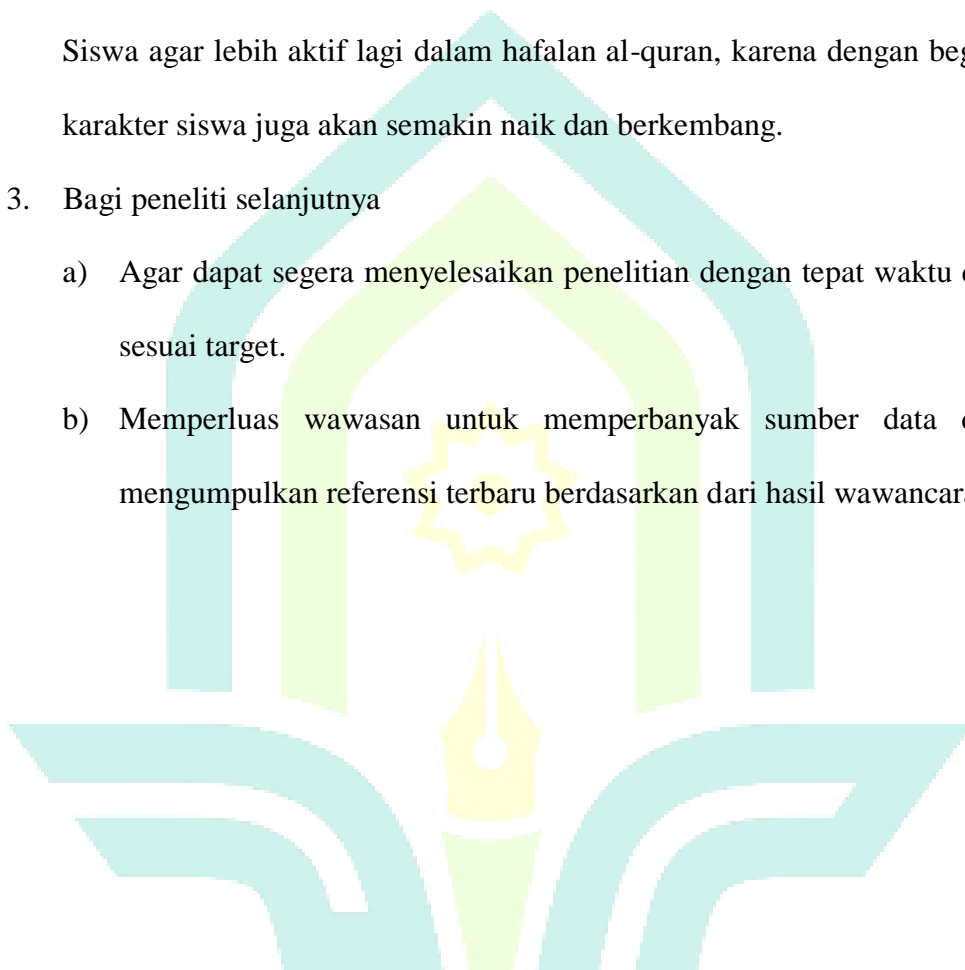 Siswa agar lebih aktif lagi dalam hafalan al-quran, karena dengan
karakter siswa juga akan semakin naik dan berkembang.
3. Bagi peneliti selanjutnya
a) Agar dapat segera menyelesaikan penelitian dengan tepat waktu
sesuai target.
b) Memperluas wawasan untuk memperbanyak sumber data
mengumpulkan referensi terbaru berdasarkan dari hasil wawancara